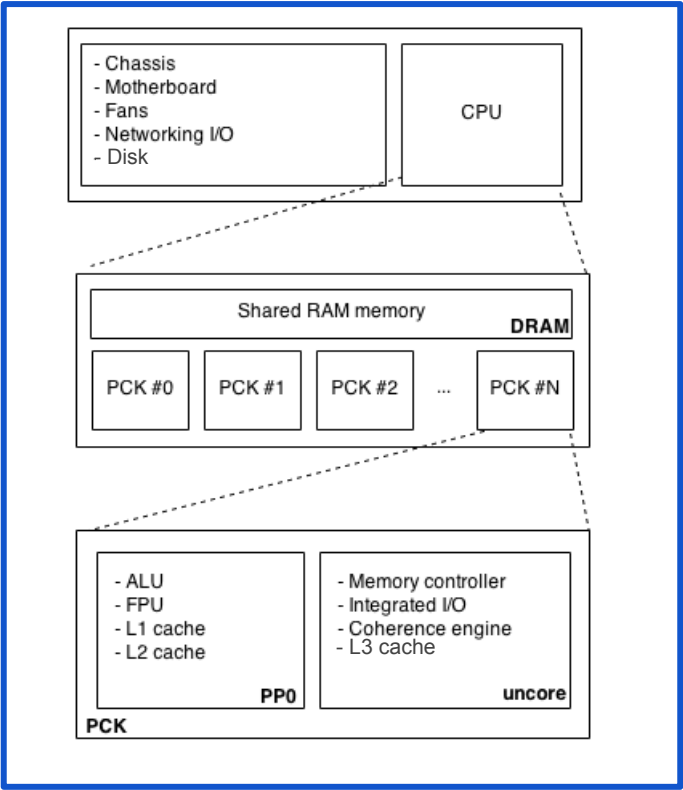 - Chassis
- Motherboard
- Fans
- Networking I/O
- Disk
CPU
Shared RAM memory
DRAM
PCK #0
PCK #1
PCK #2
...
PCK #N
- ALU
- FPU
- L1 cache
- L2 cache
PP0
- Memory controller
- Integrated I/O
- Coherence engine
- L3 cache
uncore
PCK